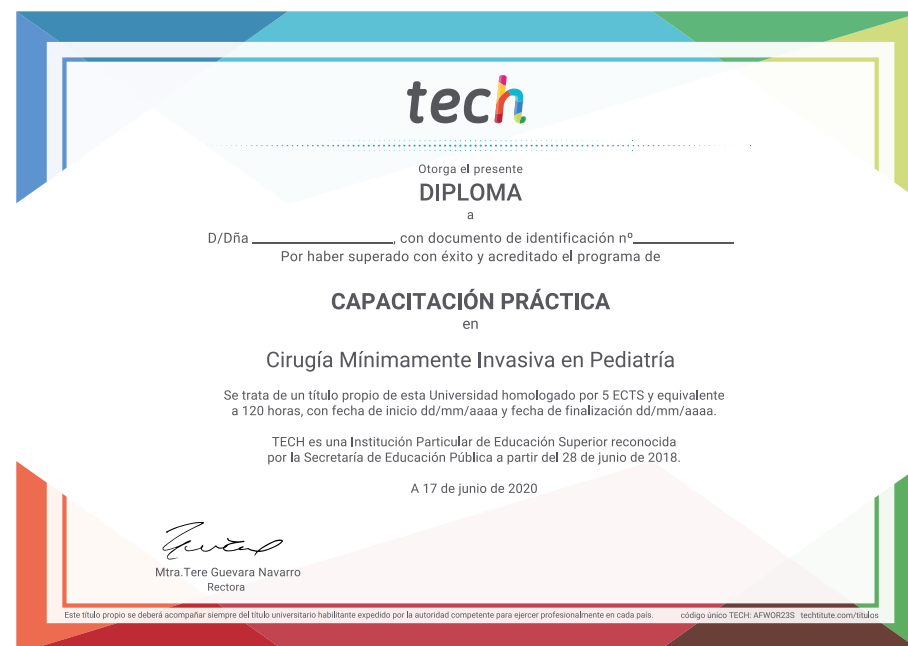 tech
Otorga el presente
DIPLOMA
a
D/Dña ____________________, con documento de identificación nº______________
Por haber superado con éxito y acreditado el programa de
CAPACITACIÓN PRÁCTICA
en
Cirugía Mínimamente Invasiva en Pediatría
Se trata de un título propio de esta Universidad homologado por 5 ECTS y equivalente
a 120 horas, con fecha de inicio dd/mm/aaaa y fecha de finalización dd/mm/aaaa.
TECH es una Institución Particular de Educación Superior reconocida
por la Secretaría de Educación Pública a partir del 28 de junio de 2018.
A 17 de junio de 2020
Mtra.Tere Guevara Navarro
Rectora
Este título propio se deberá acompañar siempre del título universitario habilitante expedido por la autoridad competente para ejercer profesionalmente en cada país. código único TECH: AFWOR23S techtitute.com/titulos